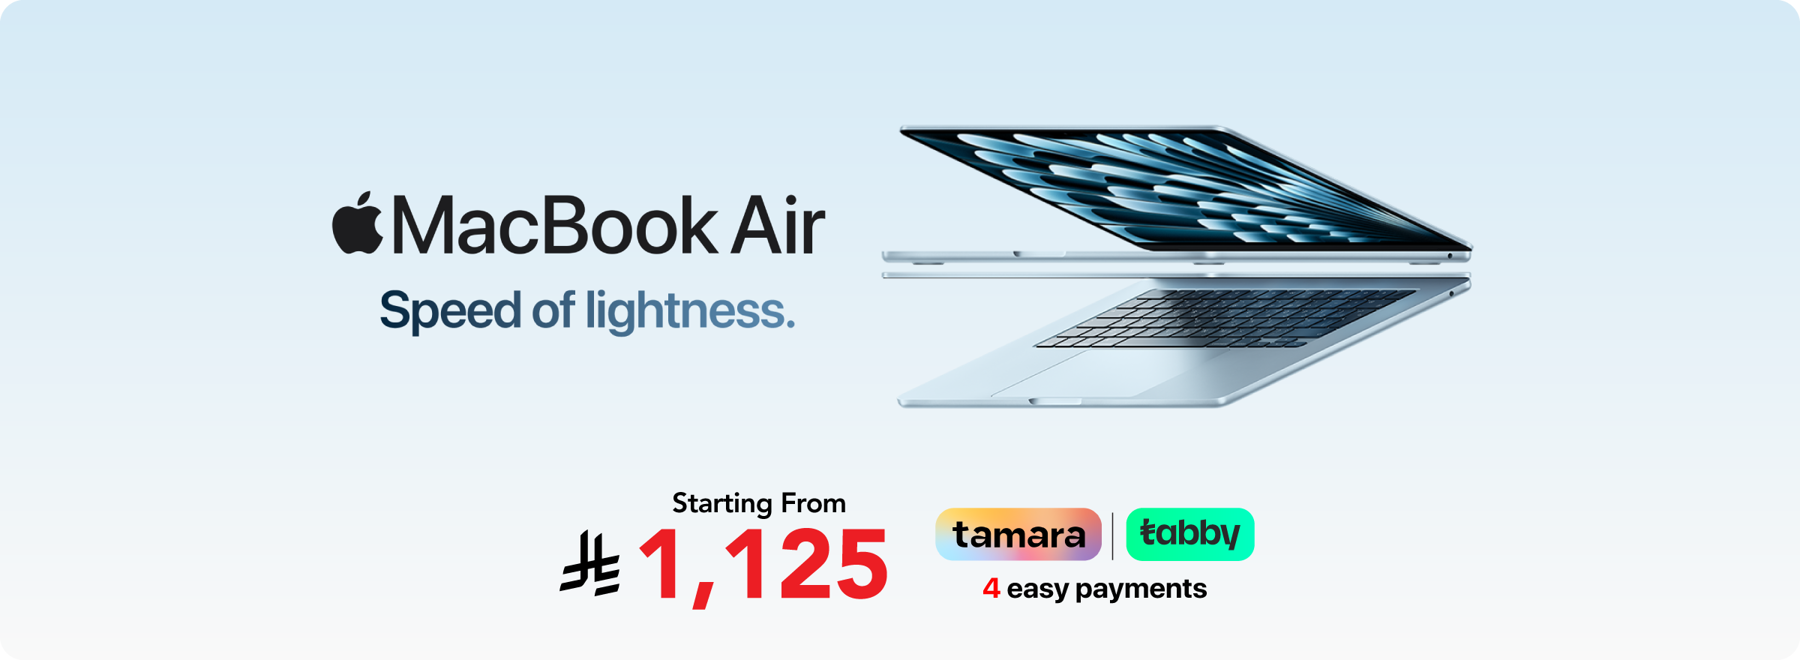 MacBook Air
Speed of lightness.
Starting From
⃁ 1,125
tamara | tabby
4 easy payments